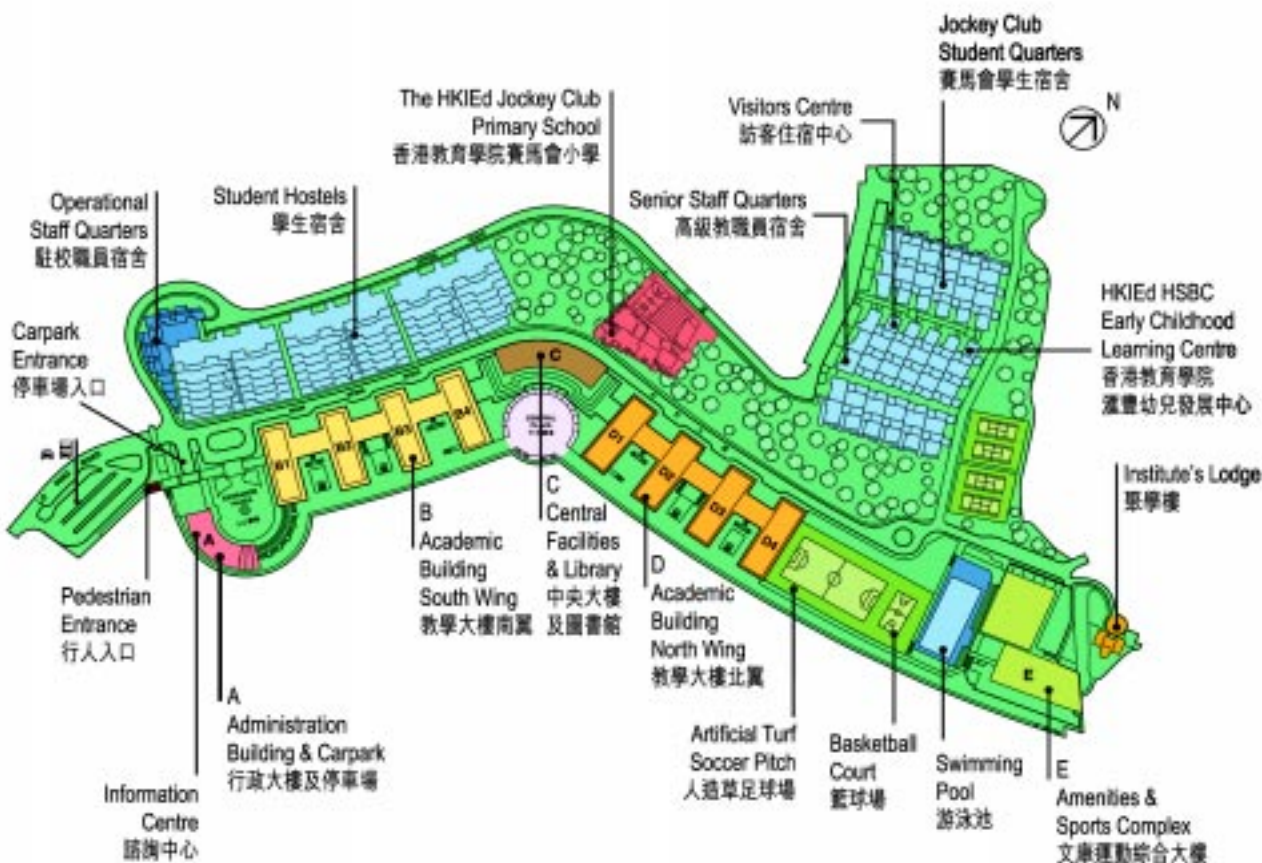 Jockey Club
Student Quarters
賽馬會學生宿舍
N
The HKIEd Jockey Club
Primary School
香港教育學院賽馬會小學
Visitors Centre
訪客住宿中心
Operational
Staff Quarters
駐校職員宿舍
Student Hostels
學生宿舍
Senior Staff Quarters
高級教職員宿舍
HKIEd HSBC
Early Childhood
Learning Centre
香港教育學院
滙豐幼兒發展中心
Carpark
Entrance
停車場入口
C
B1
B2
B3
B4
D1
D2
D3
D4
A
E
Institute's Lodge
聚學樓
Pedestrian
Entrance
行人入口
B
Academic
Building
South Wing
教學大樓南翼
C
Central
Facilities
& Library
中央大樓
及圖書館
D
Academic
Building
North Wing
教學大樓北翼
A
Administration
Building & Carpark
行政大樓及停車場
Information
Centre
諮詢中心
Artificial Turf
Soccer Pitch
人造草足球場
Basketball
Court
籃球場
Swimming
Pool
游泳池
E
Amenities &
Sports Complex
文康運動綜合大樓